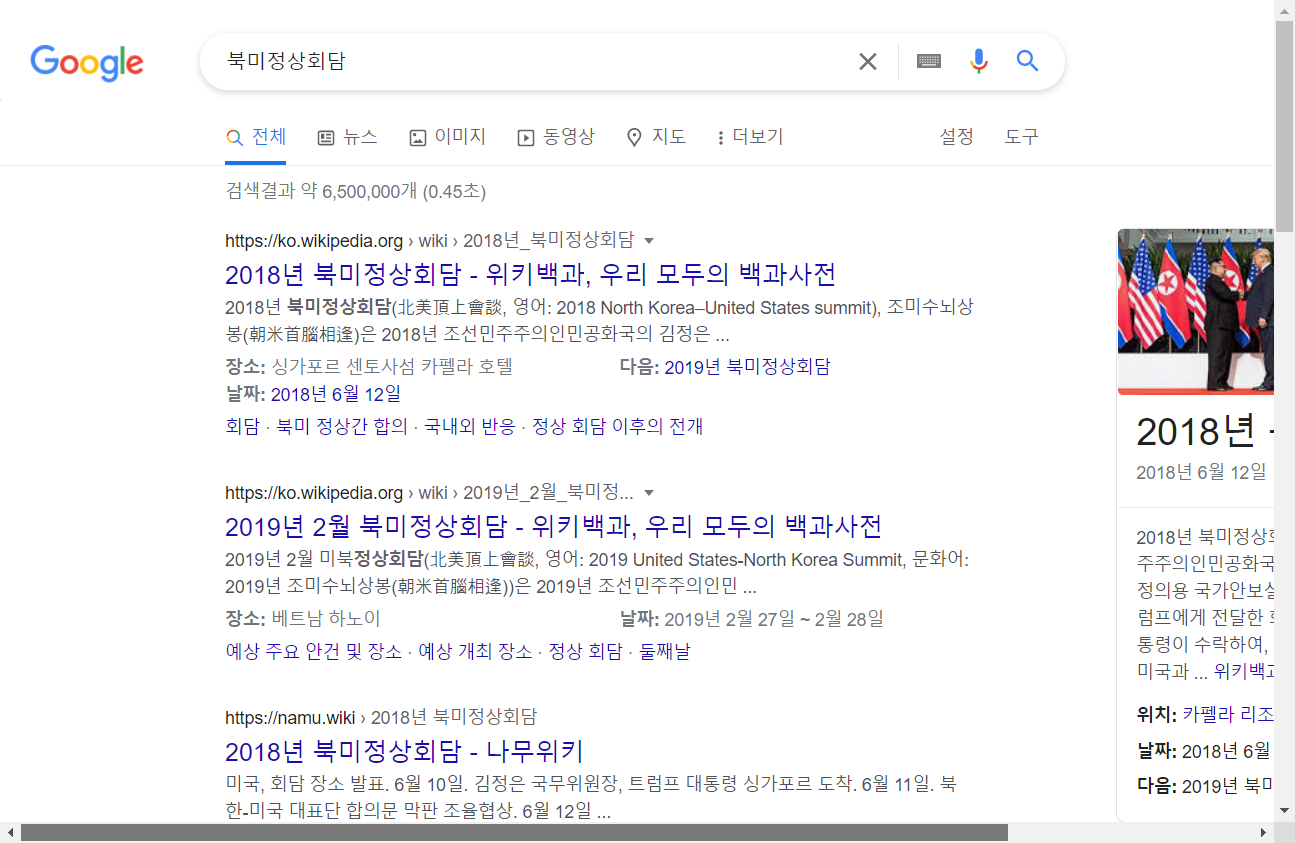 Google
북미정상회담
전체 뉴스 이미지 동영상 지도 더보기 설정 도구
검색결과 약 6,500,000개 (0.45초)
https://ko.wikipedia.org › wiki › 2018년_북미정상회담
2018년 북미정상회담 - 위키백과, 우리 모두의 백과사전
2018년 북미정상회담(北美頂上會談, 영어: 2018 North Korea–United States summit), 조미수뇌상
봉(朝米首腦相逢)은 2018년 조선민주주의인민공화국의 김정은 ...
장소: 싱가포르 센토사섬 카펠라 호텔 다음: 2019년 북미정상회담
날짜: 2018년 6월 12일
회담 · 북미 정상간 합의 · 국내외 반응 · 정상 회담 이후의 전개
https://ko.wikipedia.org › wiki › 2019년_2월_북미정...
2019년 2월 북미정상회담 - 위키백과, 우리 모두의 백과사전
2019년 2월 미북정상회담(北美頂上會談, 영어: 2019 United States-North Korea Summit, 문화어:
2019년 조미수뇌상봉(朝米首腦相逢))은 2019년 조선민주주의인민 ...
장소: 베트남 하노이 날짜: 2019년 2월 27일 ~ 2월 28일
예상 주요 안건 및 장소 · 예상 개최 장소 · 정상 회담 · 둘째날
https://namu.wiki › 2018년 북미정상회담
2018년 북미정상회담 - 나무위키
미국, 회담 장소 발표. 6월 10일. 김정은 국무위원장, 트럼프 대통령 싱가포르 도착. 6월 11일. 북
한-미국 대표단 합의문 막판 조율협상. 6월 12일 ...
2018년
2018년 6월 12일
2018년 북미정상
주주의인민공화국
정의용 국가안보실
럼프에게 전달한
통령이 수락하여,
미국과 ... 위키백과
위치: 카펠라 리조
날짜: 2018년 6월
다음: 2019년 북미